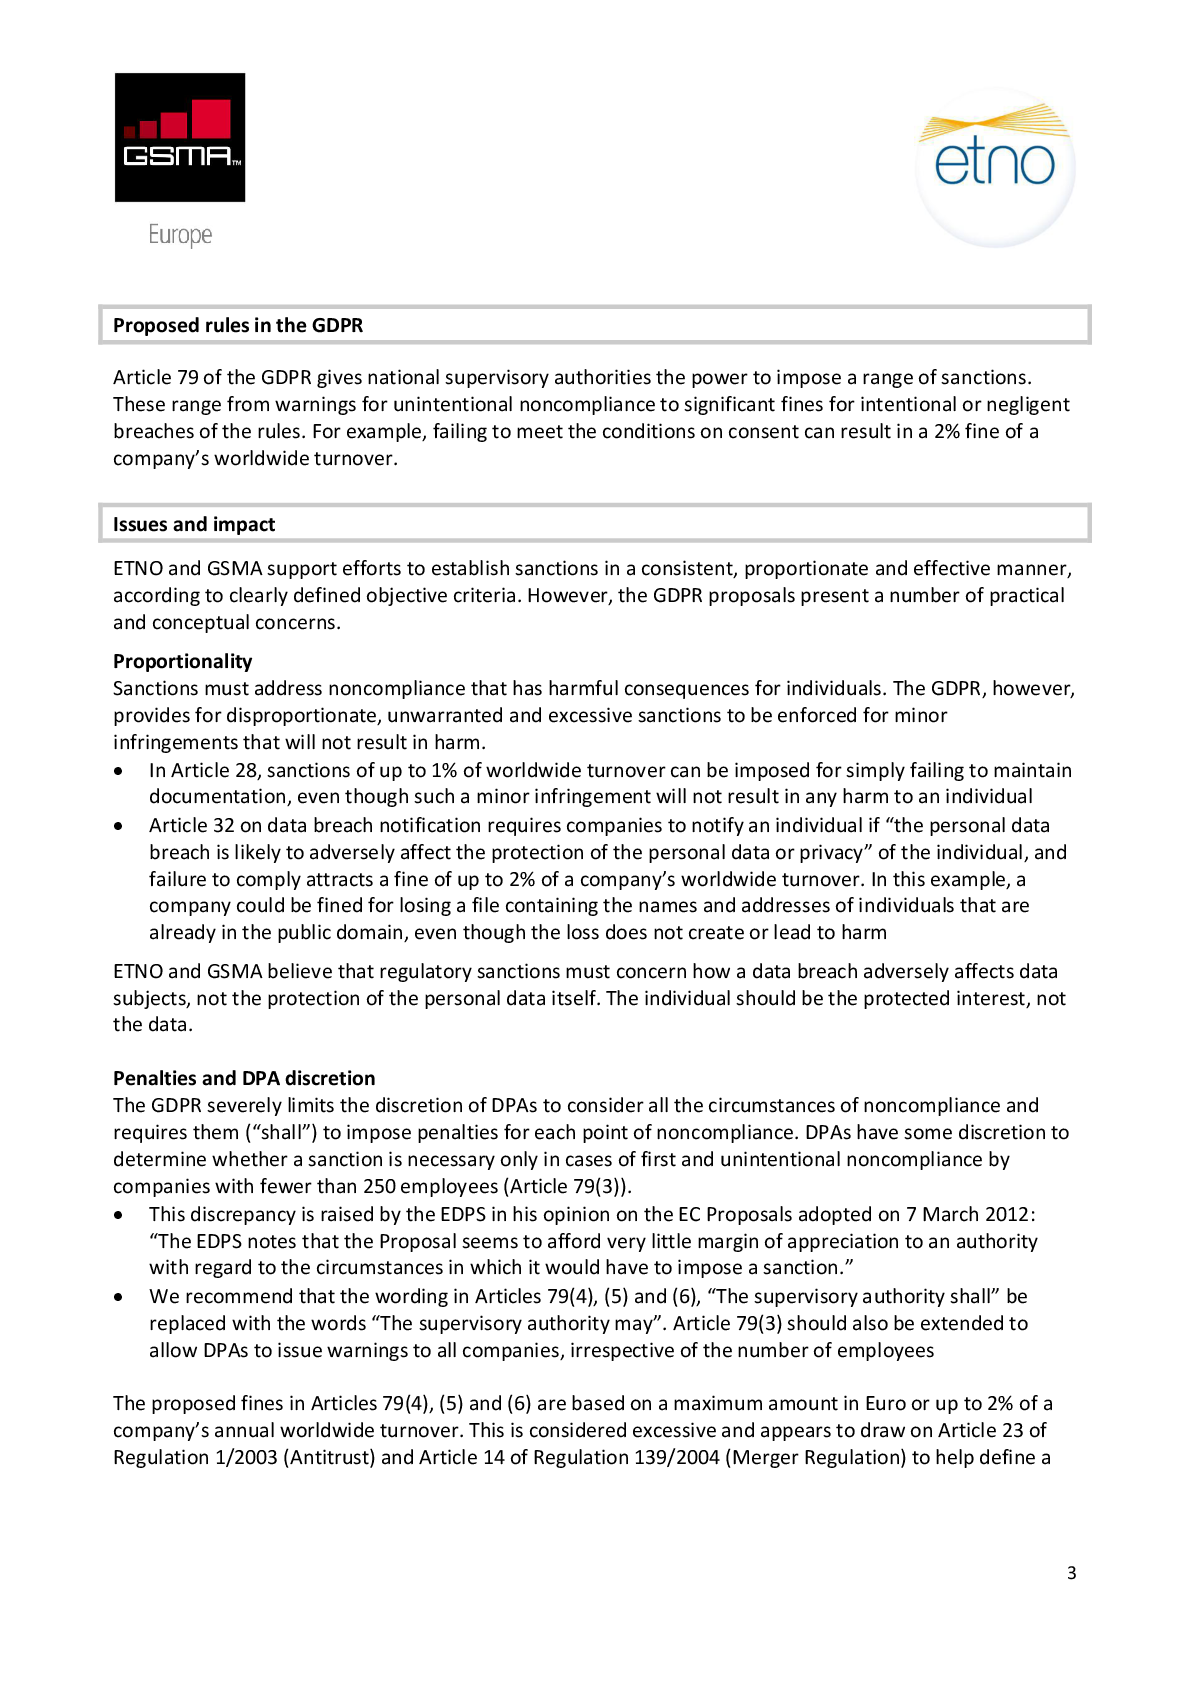 GSMA™
Europe
etno
Proposed rules in the GDPR
Article 79 of the GDPR gives national supervisory authorities the power to impose a range of sanctions.
These range from warnings for unintentional noncompliance to significant fines for intentional or negligent
breaches of the rules. For example, failing to meet the conditions on consent can result in a 2% fine of a
company’s worldwide turnover.
Issues and impact
ETNO and GSMA support efforts to establish sanctions in a consistent, proportionate and effective manner,
according to clearly defined objective criteria. However, the GDPR proposals present a number of practical
and conceptual concerns.
Proportionality
Sanctions must address noncompliance that has harmful consequences for individuals. The GDPR, however,
provides for disproportionate, unwarranted and excessive sanctions to be enforced for minor
infringements that will not result in harm.
• In Article 28, sanctions of up to 1% of worldwide turnover can be imposed for simply failing to maintain
documentation, even though such a minor infringement will not result in any harm to an individual
• Article 32 on data breach notification requires companies to notify an individual if “the personal data
breach is likely to adversely affect the protection of the personal data or privacy” of the individual, and
failure to comply attracts a fine of up to 2% of a company’s worldwide turnover. In this example, a
company could be fined for losing a file containing the names and addresses of individuals that are
already in the public domain, even though the loss does not create or lead to harm
ETNO and GSMA believe that regulatory sanctions must concern how a data breach adversely affects data
subjects, not the protection of the personal data itself. The individual should be the protected interest, not
the data.
Penalties and DPA discretion
The GDPR severely limits the discretion of DPAs to consider all the circumstances of noncompliance and
requires them (“shall”) to impose penalties for each point of noncompliance. DPAs have some discretion to
determine whether a sanction is necessary only in cases of first and unintentional noncompliance by
companies with fewer than 250 employees (Article 79(3)).
• This discrepancy is raised by the EDPS in his opinion on the EC Proposals adopted on 7 March 2012:
“The EDPS notes that the Proposal seems to afford very little margin of appreciation to an authority
with regard to the circumstances in which it would have to impose a sanction.”
• We recommend that the wording in Articles 79(4), (5) and (6), “The supervisory authority shall” be
replaced with the words “The supervisory authority may”. Article 79(3) should also be extended to
allow DPAs to issue warnings to all companies, irrespective of the number of employees
The proposed fines in Articles 79(4), (5) and (6) are based on a maximum amount in Euro or up to 2% of a
company’s annual worldwide turnover. This is considered excessive and appears to draw on Article 23 of
Regulation 1/2003 (Antitrust) and Article 14 of Regulation 139/2004 (Merger Regulation) to help define a
3